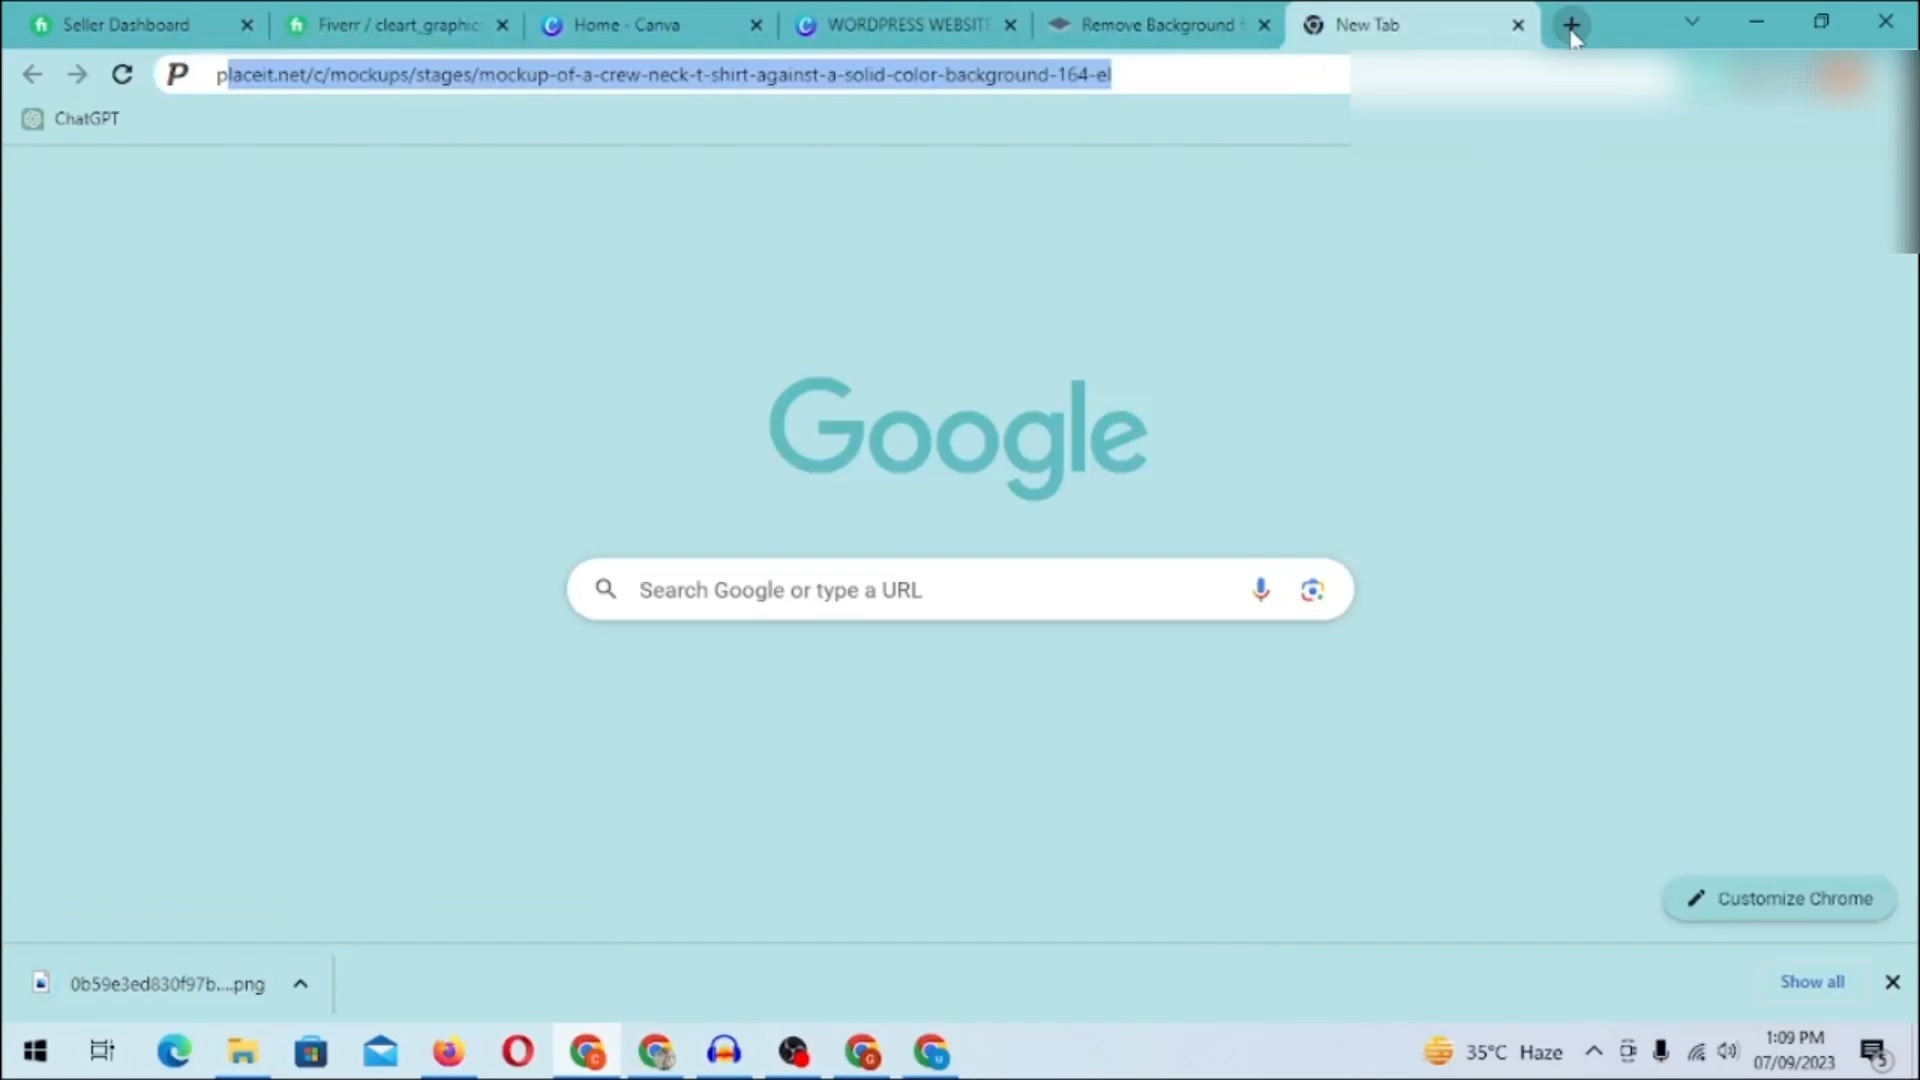 Seller Dashboard
Fiverr / cleart_graphic
Home - Canva
WORDPRESS WEBSITE
Remove Background
New Tab
placeit.net/c/mockups/stages/mockup-of-a-crew-neck-t-shirt-against-a-solid-color-background-164-el
ChatGPT
Google
Search Google or type a URL
Customize Chrome
0b59e3ed830f97b....png
Show all
35°C Haze
1:09 PM
07/09/2023
5